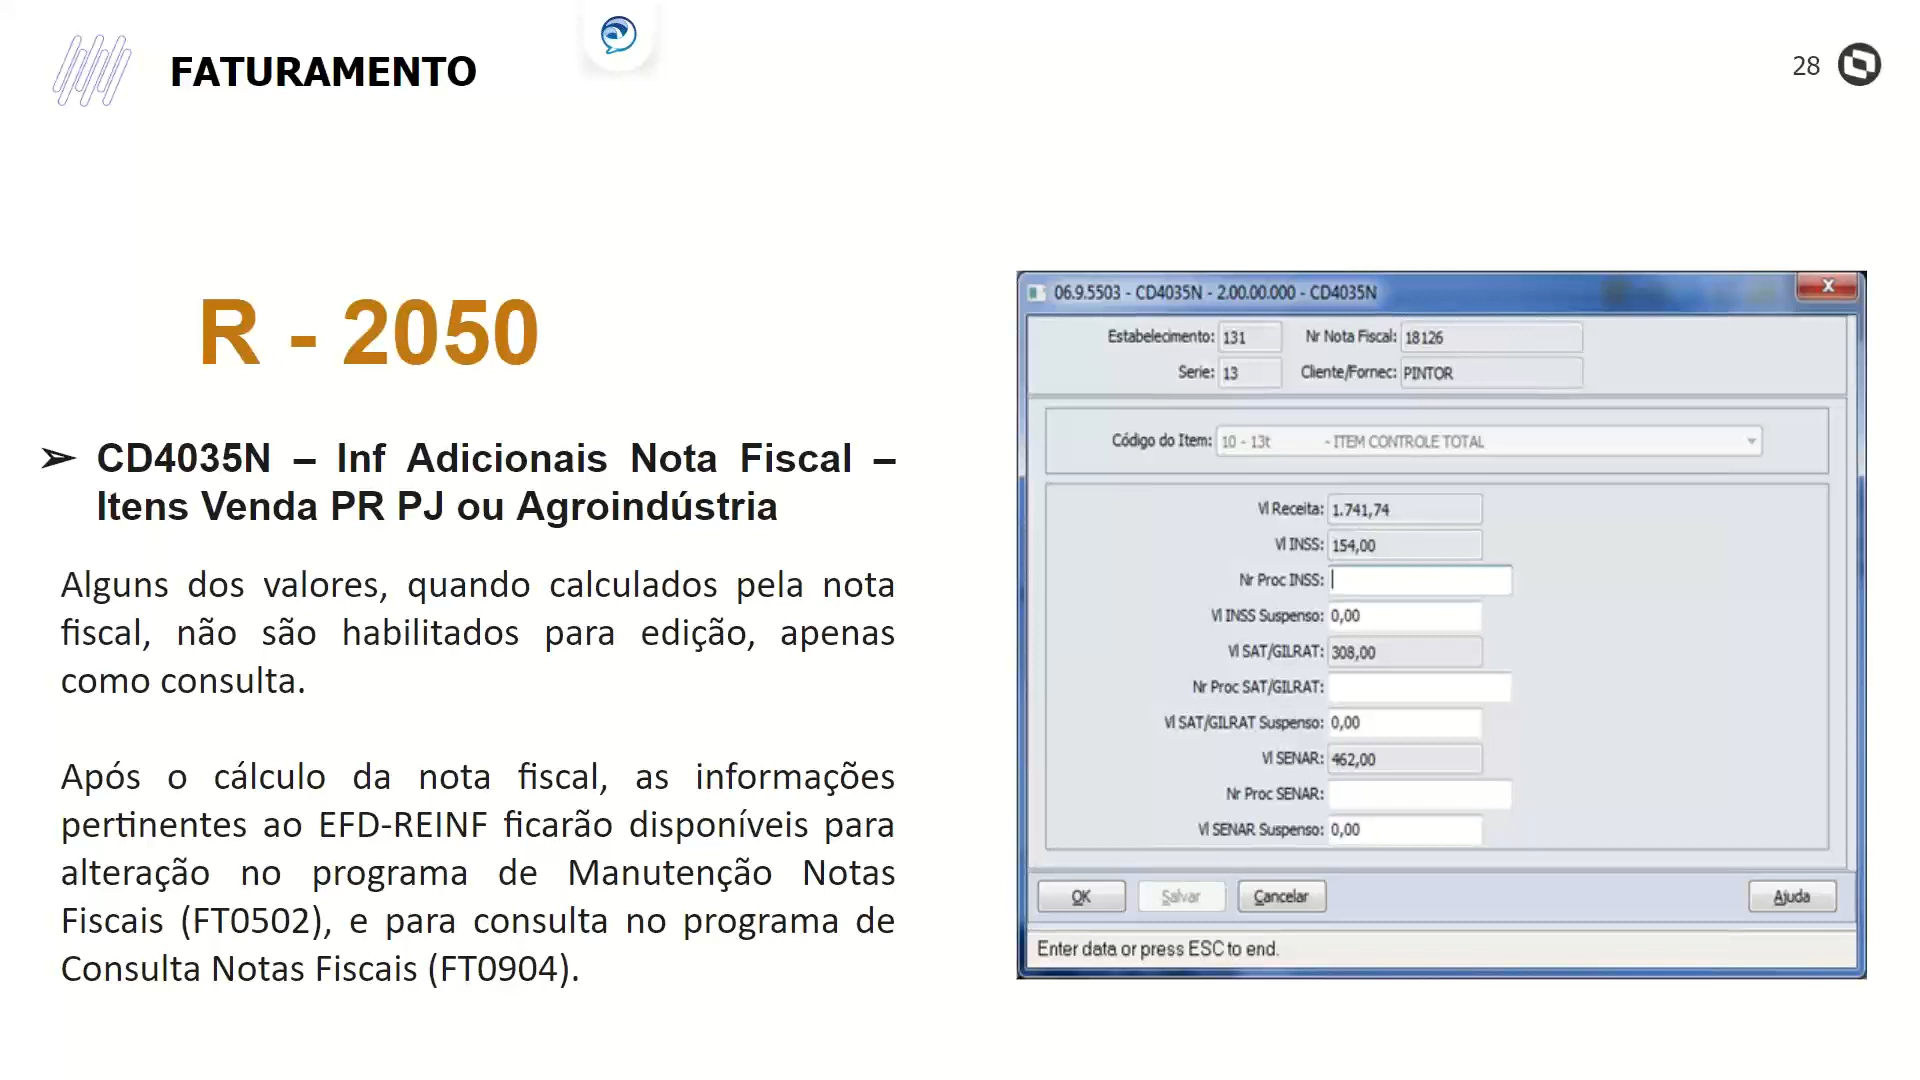 FATURAMENTO
28
R - 2050
➢ CD4035N – Inf Adicionais Nota Fiscal –
Itens Venda PR PJ ou Agroindústria
Alguns dos valores, quando calculados pela nota
fiscal, não são habilitados para edição, apenas
como consulta.
Após o cálculo da nota fiscal, as informações
pertinentes ao EFD-REINF ficarão disponíveis para
alteração no programa de Manutenção Notas
Fiscais (FT0502), e para consulta no programa de
Consulta Notas Fiscais (FT0904).
06.9.5503 - CD4035N - 2.00.00.000 - CD4035N
Estabelecimento: 131 Nr Nota Fiscal: 18126
Serie: 13 Cliente/Fornec: PINTOR
Código do Item: 10 - 13t - ITEM CONTROLE TOTAL
Vl Receita: 1.741,74
Vl INSS: 154,00
Nr Proc INSS:
Vl INSS Suspenso: 0,00
Vl SAT/GILRAT: 308,00
Nr Proc SAT/GILRAT:
Vl SAT/GILRAT Suspenso: 0,00
Vl SENAR: 462,00
Nr Proc SENAR:
Vl SENAR Suspenso: 0,00
OK Salvar Cancelar Ajuda
Enter data or press ESC to end.